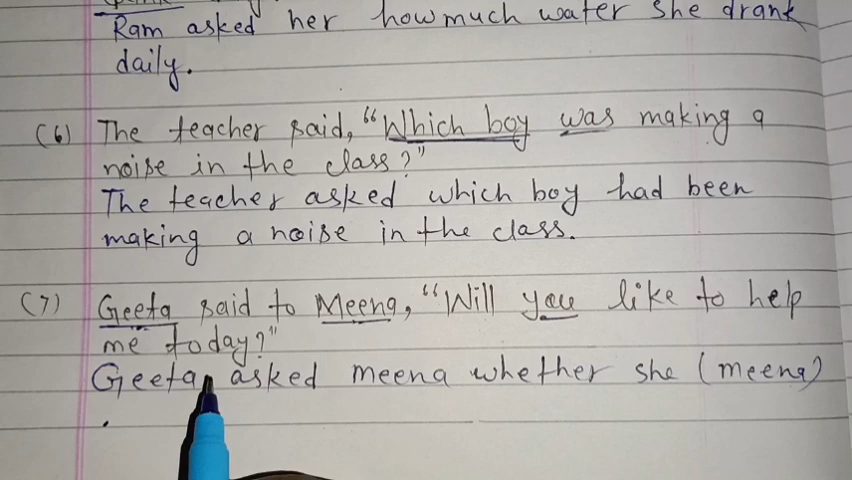 Ram asked her howmuch water she drank
daily.
(6) The teacher said, "Which boy was making a
noise in the class?"
The teacher asked which boy had been
making a noise in the class.
(7) Geeta said to Meena, "Will you like to help
me today?"
Geeta asked meena whether she (meena)